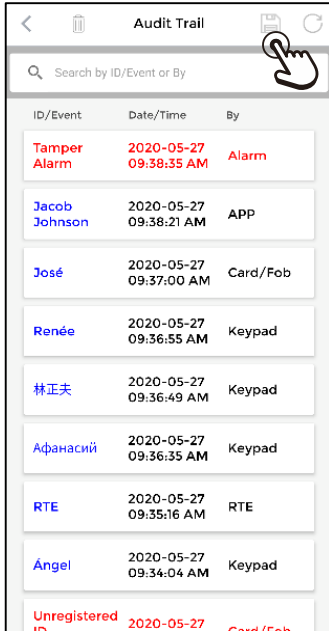 Audit Trail
Search by ID/Event or By
ID/Event Date/Time By
Tamper Alarm 2020-05-27 09:38:35 AM Alarm
Jacob Johnson 2020-05-27 09:38:21 AM APP
José 2020-05-27 09:37:00 AM Card/Fob
Renée 2020-05-27 09:36:55 AM Keypad
林正夫 2020-05-27 09:36:49 AM Keypad
Афанасий 2020-05-27 09:36:35 AM Keypad
RTE 2020-05-27 09:35:16 AM RTE
Ángel 2020-05-27 09:34:04 AM Keypad
Unregistered ID 2020-05-27 Card/Fob